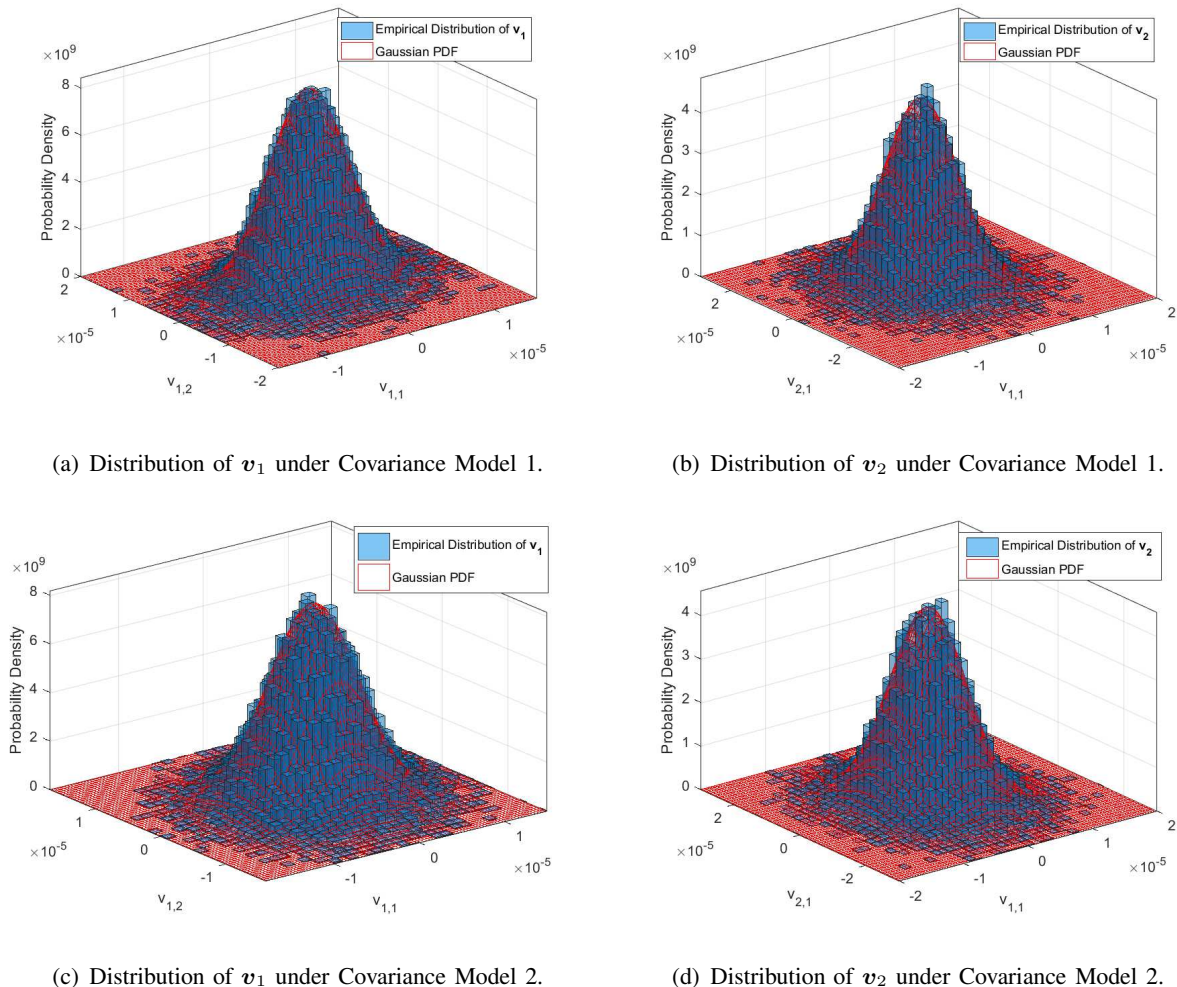 Empirical Distribution of v1
Gaussian PDF
×10^9
8
6
4
2
0
Probability Density
2
1
0
-1
-2
×10^-5
v1,2
-1
0
1
×10^-5
v1,1
(a) Distribution of v1 under Covariance Model 1.
Empirical Distribution of v2
Gaussian PDF
×10^9
4
3
2
1
0
Probability Density
2
0
-2
×10^-5
v2,1
-2
-1
0
1
2
×10^-5
v1,1
(b) Distribution of v2 under Covariance Model 1.
Empirical Distribution of v1
Gaussian PDF
×10^9
8
6
4
2
0
Probability Density
1
0
-1
×10^-5
v1,2
-1
0
1
×10^-5
v1,1
(c) Distribution of v1 under Covariance Model 2.
Empirical Distribution of v2
Gaussian PDF
×10^9
4
3
2
1
0
Probability Density
2
0
-2
×10^-5
v2,1
-2
-1
0
1
2
×10^-5
v1,1
(d) Distribution of v2 under Covariance Model 2.